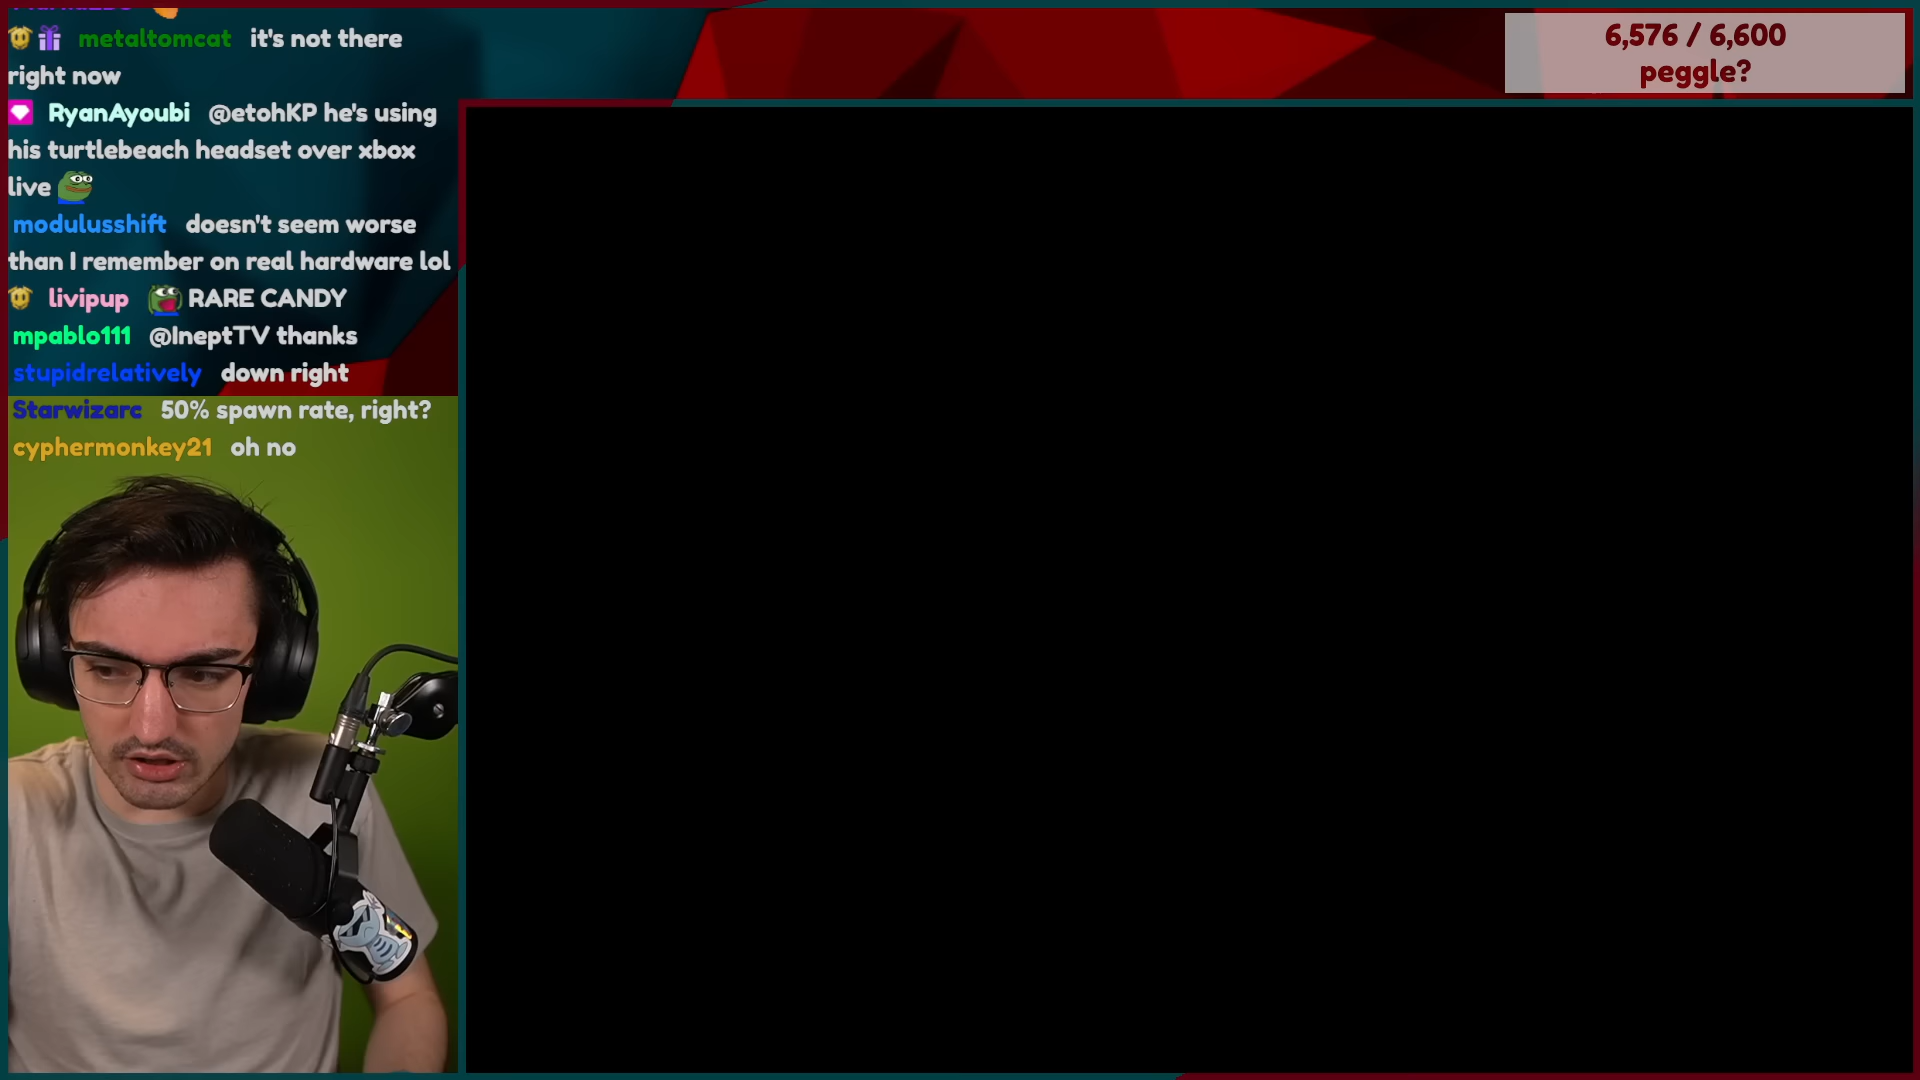 metaltomcat it's not there
right now
RyanAyoubi @etohKP he's using
his turtlebeach headset over xbox
live
modulusshift doesn't seem worse
than I remember on real hardware lol
livipup RARE CANDY
mpablo111 @IneptTV thanks
stupidrelatively down right
Starwizarc 50% spawn rate, right?
cyphermonkey21 oh no
6,576 / 6,600
peggle?